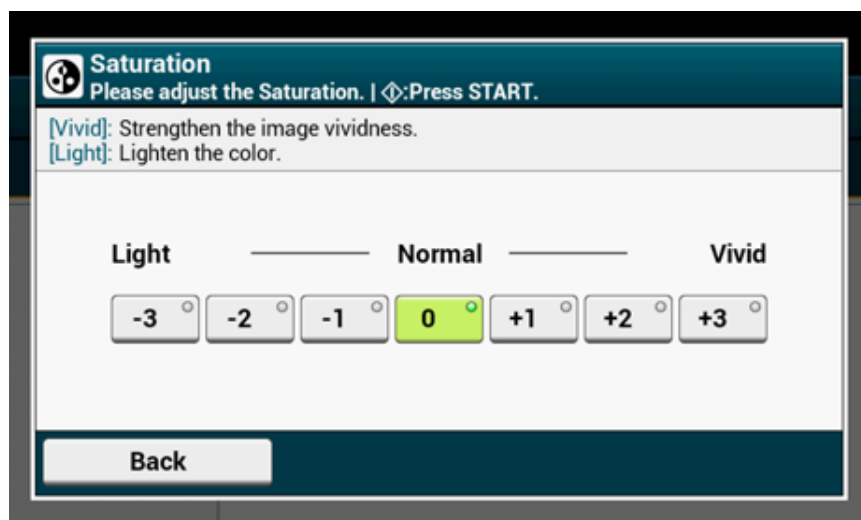 Saturation
Please adjust the Saturation. | :Press START.
[Vivid]: Strengthen the image vividness.
[Light]: Lighten the color.
Light Normal Vivid
-3 -2 -1 0 +1 +2 +3
Back